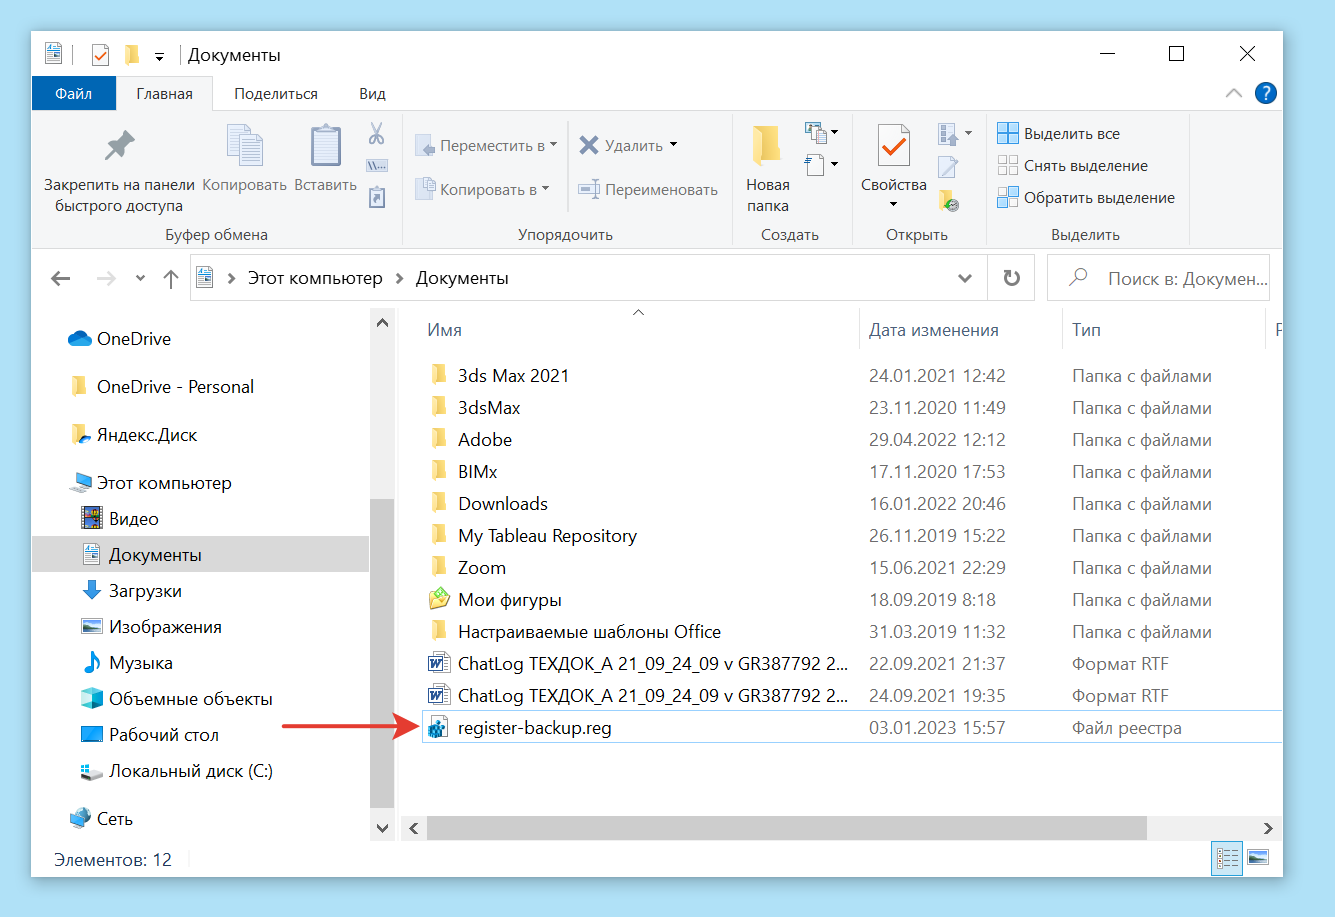 Документы
Файл
Главная
Поделиться
Вид
?
Закрепить на панели
быстрого доступа
Копировать
Вставить
Переместить в
Копировать в
Удалить
Переименовать
Новая
папка
Свойства
Выделить все
Снять выделение
Обратить выделение
Буфер обмена
Упорядочить
Создать
Открыть
Выделить
Этот компьютер
Документы
Поиск в: Докумен...
OneDrive
OneDrive - Personal
Яндекс.Диск
Этот компьютер
Видео
Документы
Загрузки
Изображения
Музыка
Объемные объекты
Рабочий стол
Локальный диск (C:)
Сеть
Имя Дата изменения Тип Р
3ds Max 2021 24.01.2021 12:42 Папка с файлами
3dsMax 23.11.2020 11:49 Папка с файлами
Adobe 29.04.2022 12:12 Папка с файлами
BIMx 17.11.2020 17:53 Папка с файлами
Downloads 16.01.2022 20:46 Папка с файлами
My Tableau Repository 26.11.2019 15:22 Папка с файлами
Zoom 15.06.2021 22:29 Папка с файлами
Мои фигуры 18.09.2019 8:18 Папка с файлами
Настраиваемые шаблоны Office 31.03.2019 11:32 Папка с файлами
ChatLog ТЕХДОК_А 21_09_24_09 v GR387792 2... 22.09.2021 21:37 Формат RTF
ChatLog ТЕХДОК_А 21_09_24_09 v GR387792 2... 24.09.2021 19:35 Формат RTF
register-backup.reg 03.01.2023 15:57 Файл реестра
Элементов: 12